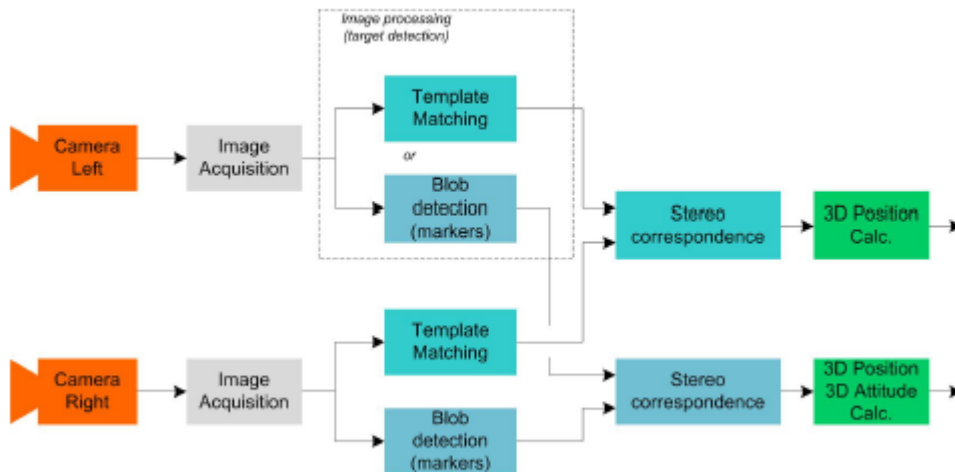 Image processing
(target detection)
Template
Matching
Camera
Left
Image
Acquisition
or
Blob
detection
(markers)
Stereo
correspondence
3D Position
Calc.
Template
Matching
Camera
Right
Image
Acquisition
Stereo
correspondence
3D Position
3D Attitude
Calc.
Blob
detection
(markers)